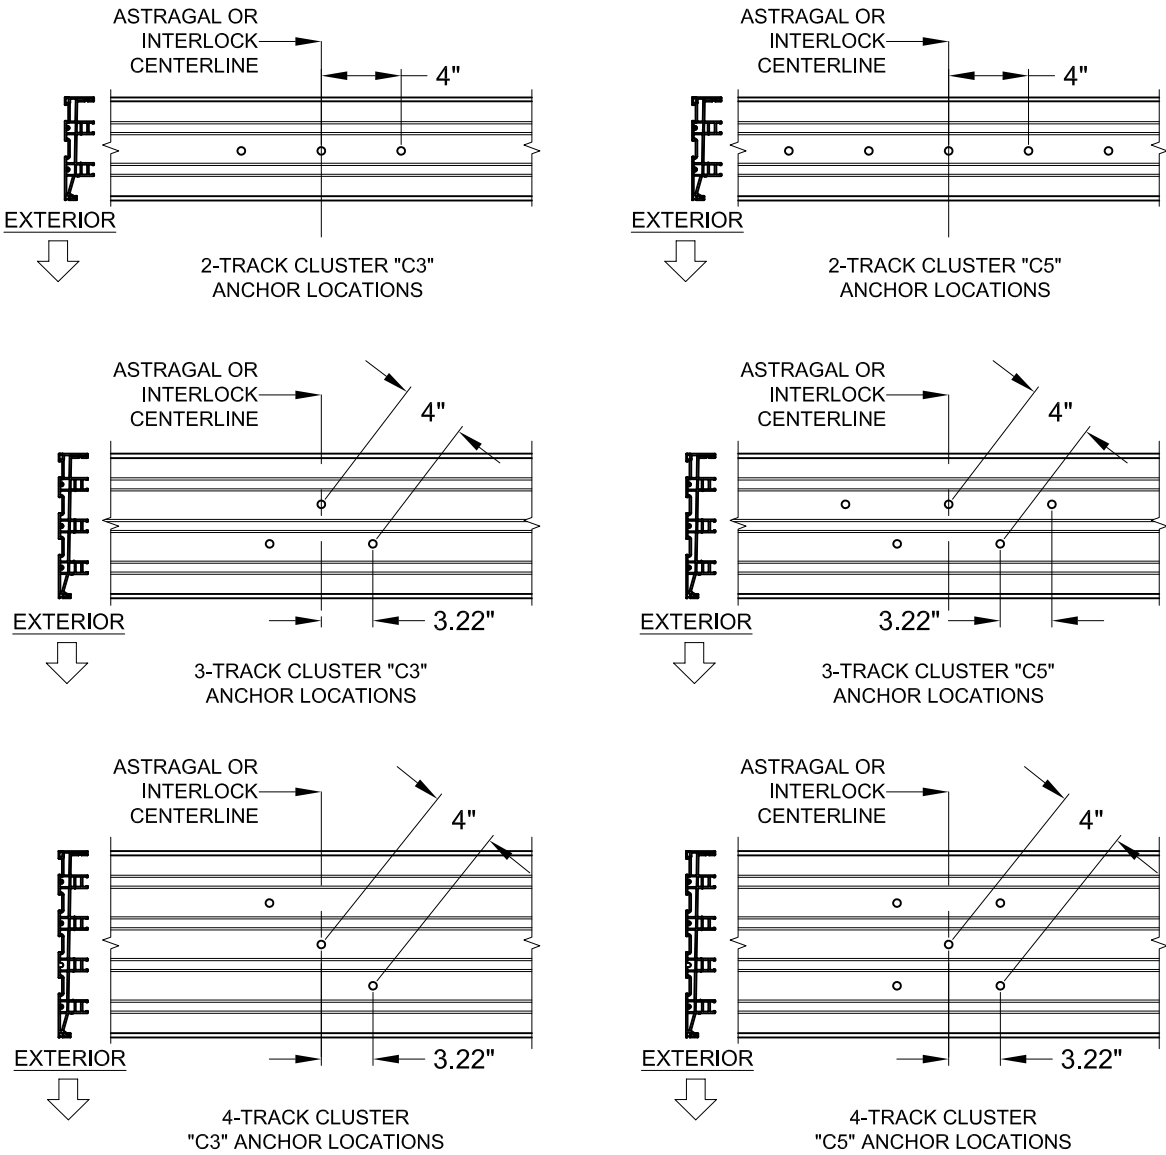 ASTRAGAL OR
INTERLOCK
CENTERLINE
4"
EXTERIOR
2-TRACK CLUSTER "C3"
ANCHOR LOCATIONS
ASTRAGAL OR
INTERLOCK
CENTERLINE
4"
EXTERIOR
2-TRACK CLUSTER "C5"
ANCHOR LOCATIONS
ASTRAGAL OR
INTERLOCK
CENTERLINE
4"
EXTERIOR
3.22"
3-TRACK CLUSTER "C3"
ANCHOR LOCATIONS
ASTRAGAL OR
INTERLOCK
CENTERLINE
4"
EXTERIOR
3.22"
3-TRACK CLUSTER "C5"
ANCHOR LOCATIONS
ASTRAGAL OR
INTERLOCK
CENTERLINE
4"
EXTERIOR
3.22"
4-TRACK CLUSTER
"C3" ANCHOR LOCATIONS
ASTRAGAL OR
INTERLOCK
CENTERLINE
4"
EXTERIOR
3.22"
4-TRACK CLUSTER
"C5" ANCHOR LOCATIONS